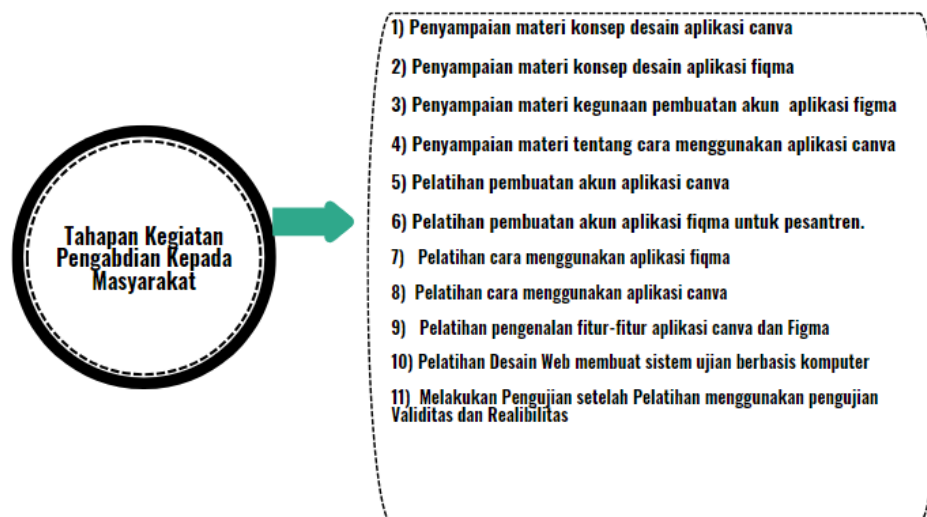 Tahapan Kegiatan
Pengabdian Kepada
Masyarakat
1) Penyampaian materi konsep desain aplikasi canva
2) Penyampaian materi konsep desain aplikasi fiqma
3) Penyampaian materi kegunaan pembuatan akun aplikasi figma
4) Penyampaian materi tentang cara menggunakan aplikasi canva
5) Pelatihan pembuatan akun aplikasi canva
6) Pelatihan pembuatan akun aplikasi fiqma untuk pesantren.
7) Pelatihan cara menggunakan aplikasi fiqma
8) Pelatihan cara menggunakan aplikasi canva
9) Pelatihan pengenalan fitur-fitur aplikasi canva dan Figma
10) Pelatihan Desain Web membuat sistem ujian berbasis komputer
11) Melakukan Pengujian setelah Pelatihan menggunakan pengujian
Validitas dan Realibilitas